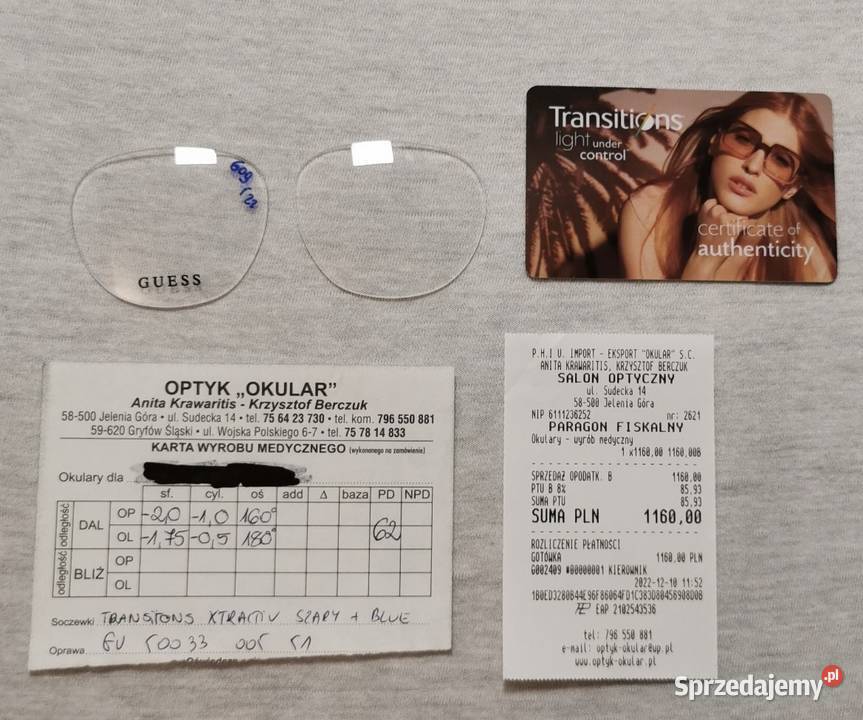 609/22
GUESS
Transitions
light under
control
certificate of
authenticity
OPTYK „OKULAR”
Anita Krawaritis - Krzysztof Berczuk
58-500 Jelenia Góra • ul. Sudecka 14 • tel. 75 64 23 730 • tel. kom. 796 550 881
59-620 Gryfów Śląski • ul. Wojska Polskiego 6-7 • tel. 75 78 14 833
KARTA WYROBU MEDYCZNEGO (wykonanego na zamówienie)
Okulary dla
sf. cyl. oś add Δ baza PD NPD
odległość DAL OP -2,0 -1,0 160° 62
OL -1,75 -0,5 180°
odległość BLIŻ OP
OL
Soczewki TRANSITONS XTRACTIV SZARY + BLUE
Oprawa GU 50033 005 51
P.H.I U. IMPORT - EKSPORT "OKULAR" S.C.
ANITA KRAWARITIS, KRZYSZTOF BERCZUK
SALON OPTYCZNY
ul. Sudecka 14
58-500 Jelenia Góra
NIP 6111236252 nr: 2621
PARAGON FISKALNY
Okulary - wyrób medyczny
1 x1160,00 1160,00B
SPRZEDAŻ OPODATK. B 1160,00
PTU B 8% 85,93
SUMA PTU 85,93
SUMA PLN 1160,00
ROZLICZENIE PŁATNOŚCI
GOTÓWKA 1160,00 PLN
G002409 #00000001 KIEROWNIK
2022-12-10 11:52
1B0ED3280B44E96F86064FD1C383D80456908D0B
EAP 2102543536
tel: 796 550 881
e-mail: optyk-okular@wp.pl
www.optyk-okular.pl
Sprzedajemy.pl